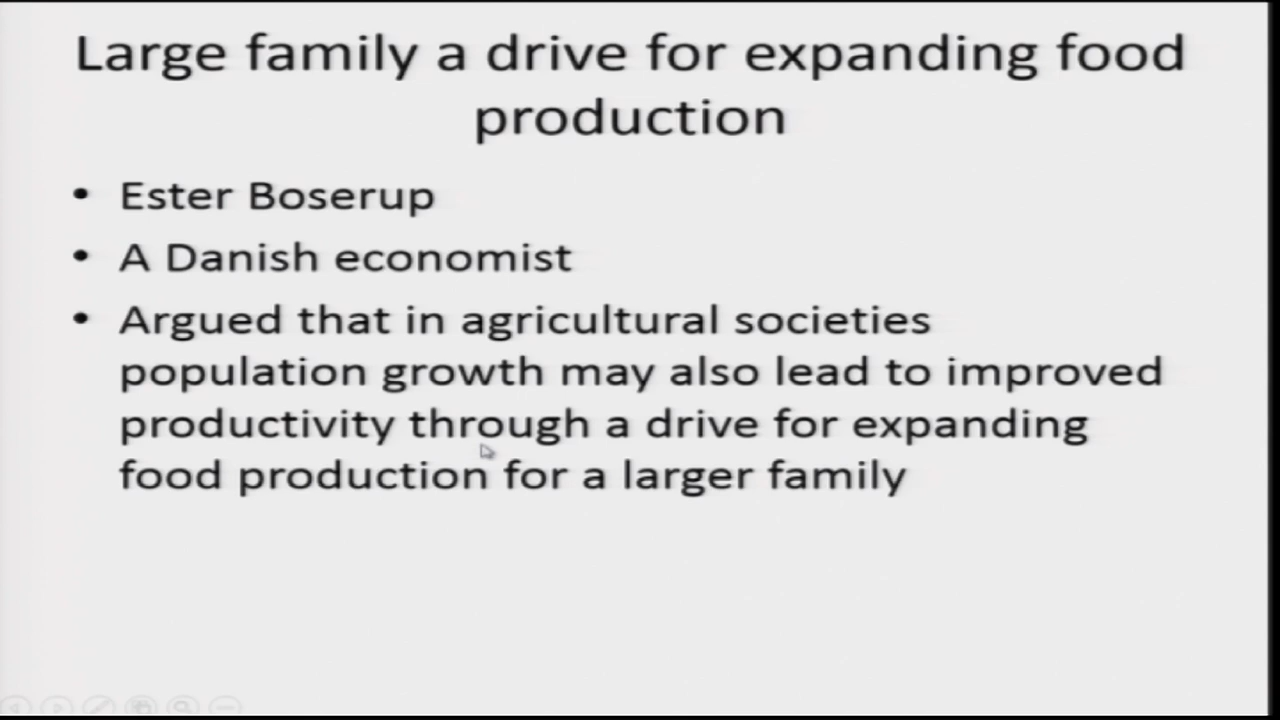 Large family a drive for expanding food
production
• Ester Boserup
• A Danish economist
• Argued that in agricultural societies
population growth may also lead to improved
productivity through a drive for expanding
food production for a larger family